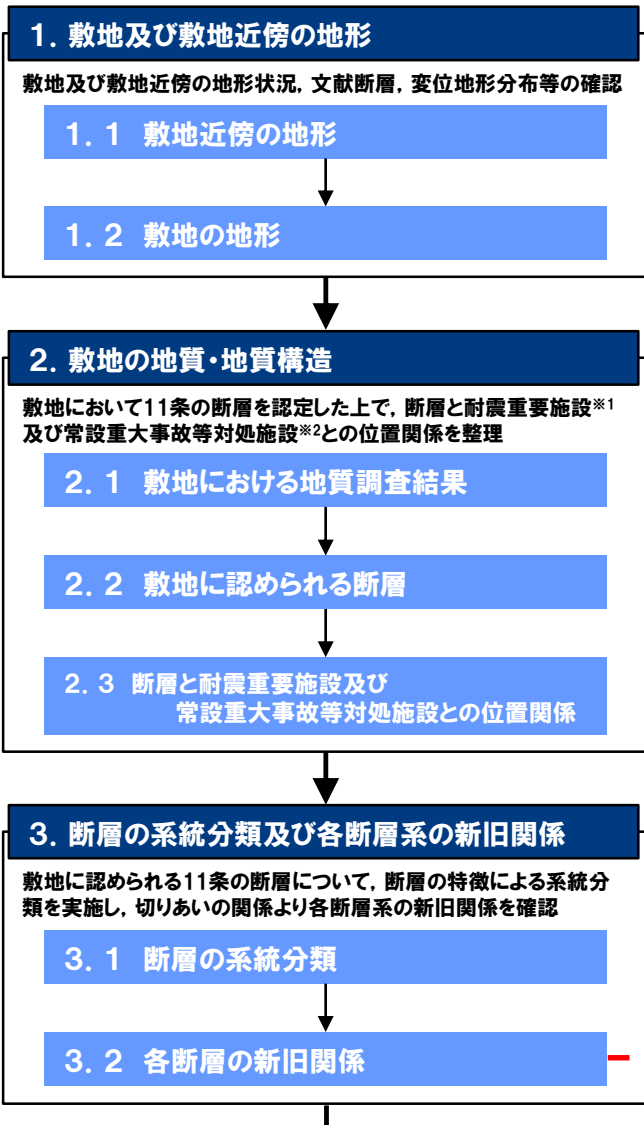 1. 敷地及び敷地近傍の地形
敷地及び敷地近傍の地形状況, 文献断層, 変位地形分布等の確認
1. 1 敷地近傍の地形
1. 2 敷地の地形
2. 敷地の地質・地質構造
敷地において11条の断層を認定した上で, 断層と耐震重要施設※1
及び常設重大事故等対処施設※2との位置関係を整理
2. 1 敷地における地質調査結果
2. 2 敷地に認められる断層
2. 3 断層と耐震重要施設及び
常設重大事故等対処施設との位置関係
3. 断層の系統分類及び各断層系の新旧関係
敷地に認められる11条の断層について, 断層の特徴による系統分
類を実施し, 切りあいの関係より各断層系の新旧関係を確認
3. 1 断層の系統分類
3. 2 各断層の新旧関係